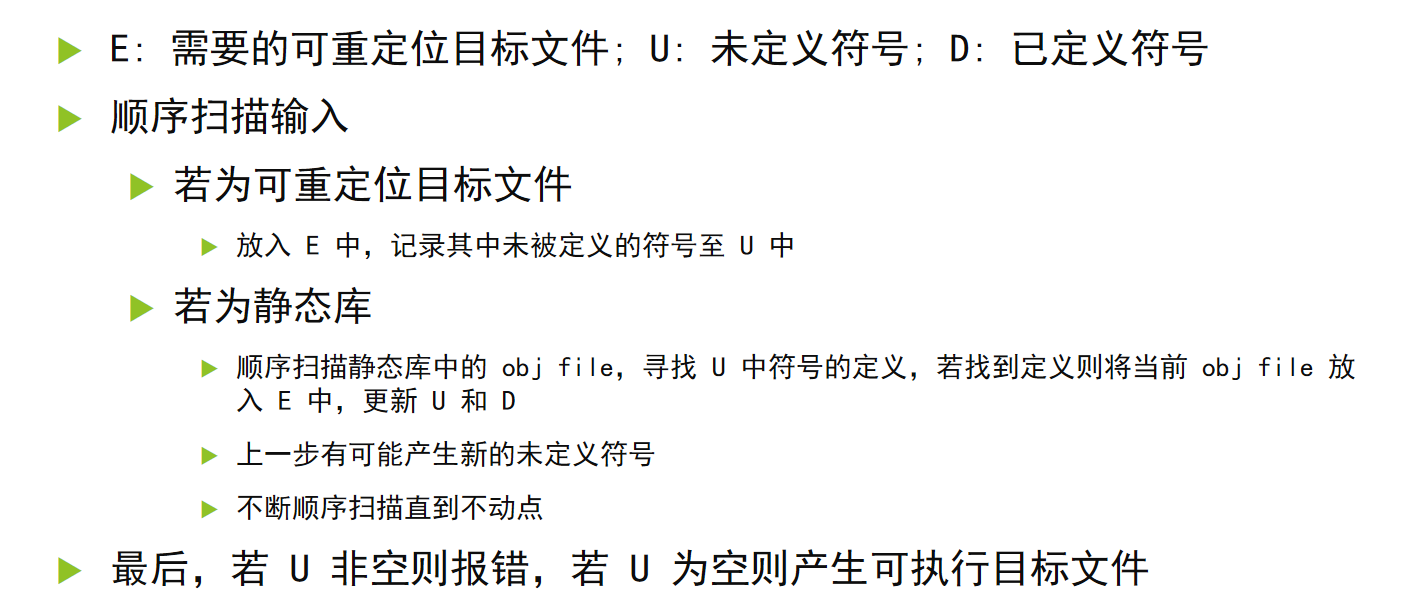 E: 需要的可重定位目标文件; U: 未定义符号; D: 已定义符号
顺序扫描输入
若为可重定位目标文件
放入 E 中，记录其中未被定义的符号至 U 中
若为静态库
顺序扫描静态库中的 obj file，寻找 U 中符号的定义，若找到定义则将当前 obj file 放
入 E 中，更新 U 和 D
上一步有可能产生新的未定义符号
不断顺序扫描直到不动点
最后，若 U 非空则报错，若 U 为空则产生可执行目标文件